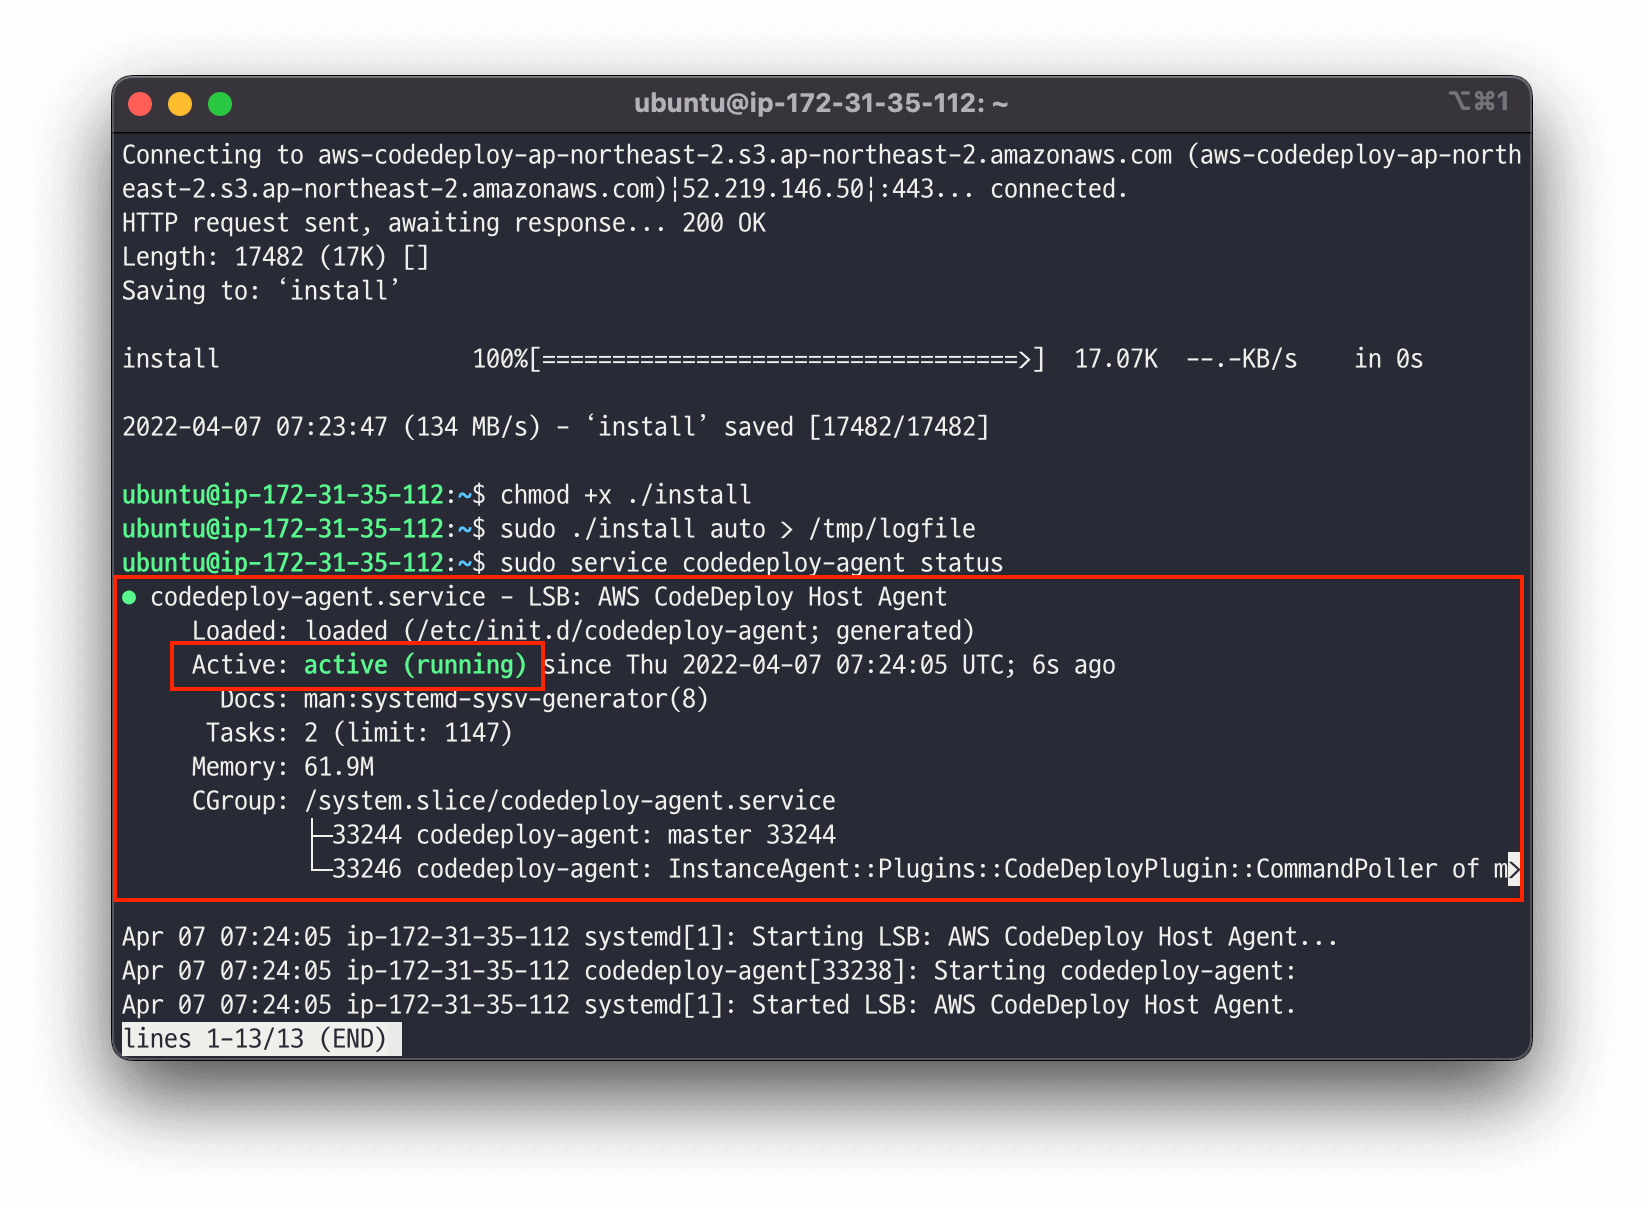 ubuntu@ip-172-31-35-112: ~
⌥⌘1
Connecting to aws-codedeploy-ap-northeast-2.s3.ap-northeast-2.amazonaws.com (aws-codedeploy-ap-north
east-2.s3.ap-northeast-2.amazonaws.com)¦52.219.146.50¦:443... connected.
HTTP request sent, awaiting response... 200 OK
Length: 17482 (17K) []
Saving to: ‘install’
install 100%[==================================>] 17.07K --.-KB/s in 0s
2022-04-07 07:23:47 (134 MB/s) - ‘install’ saved [17482/17482]
ubuntu@ip-172-31-35-112:~$ chmod +x ./install
ubuntu@ip-172-31-35-112:~$ sudo ./install auto > /tmp/logfile
ubuntu@ip-172-31-35-112:~$ sudo service codedeploy-agent status
● codedeploy-agent.service - LSB: AWS CodeDeploy Host Agent
Loaded: loaded (/etc/init.d/codedeploy-agent; generated)
Active: active (running) since Thu 2022-04-07 07:24:05 UTC; 6s ago
Docs: man:systemd-sysv-generator(8)
Tasks: 2 (limit: 1147)
Memory: 61.9M
CGroup: /system.slice/codedeploy-agent.service
├─33244 codedeploy-agent: master 33244
└─33246 codedeploy-agent: InstanceAgent::Plugins::CodeDeployPlugin::CommandPoller of m>
Apr 07 07:24:05 ip-172-31-35-112 systemd[1]: Starting LSB: AWS CodeDeploy Host Agent...
Apr 07 07:24:05 ip-172-31-35-112 codedeploy-agent[33238]: Starting codedeploy-agent:
Apr 07 07:24:05 ip-172-31-35-112 systemd[1]: Started LSB: AWS CodeDeploy Host Agent.
lines 1-13/13 (END)